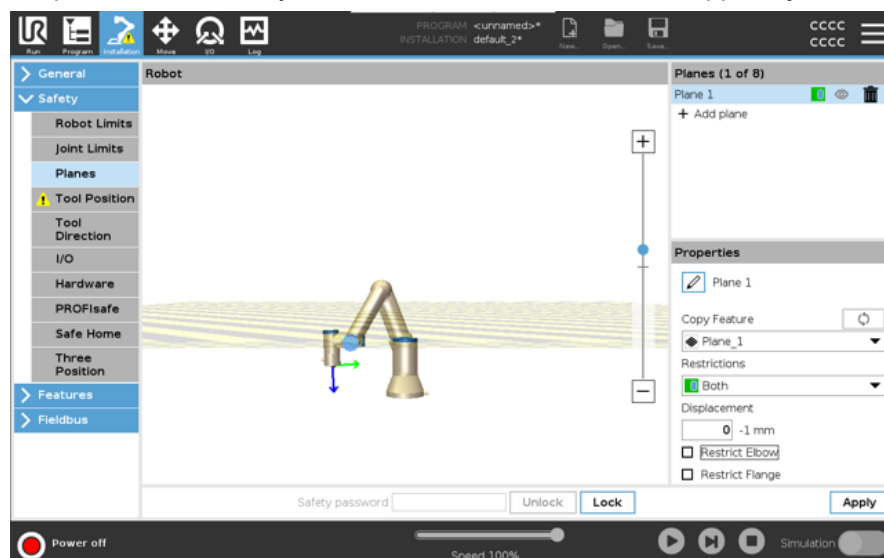 PROGRAM <unnamed>*
INSTALLATION default_2*
Run
Program
Installation
Move
I/O
Log
New...
Open...
Save...
CCCC
CCCC
General
Safety
Robot Limits
Joint Limits
Planes
Tool Position
Tool
Direction
I/O
Hardware
PROFIsafe
Safe Home
Three
Position
Features
Fieldbus
Robot
Safety password
Unlock
Lock
Planes (1 of 8)
Plane 1
+ Add plane
Properties
Plane 1
Copy Feature
Plane_1
Restrictions
Both
Displacement
0 -1 mm
Restrict Elbow
Restrict Flange
Apply
Power off
Speed 100%
Simulation